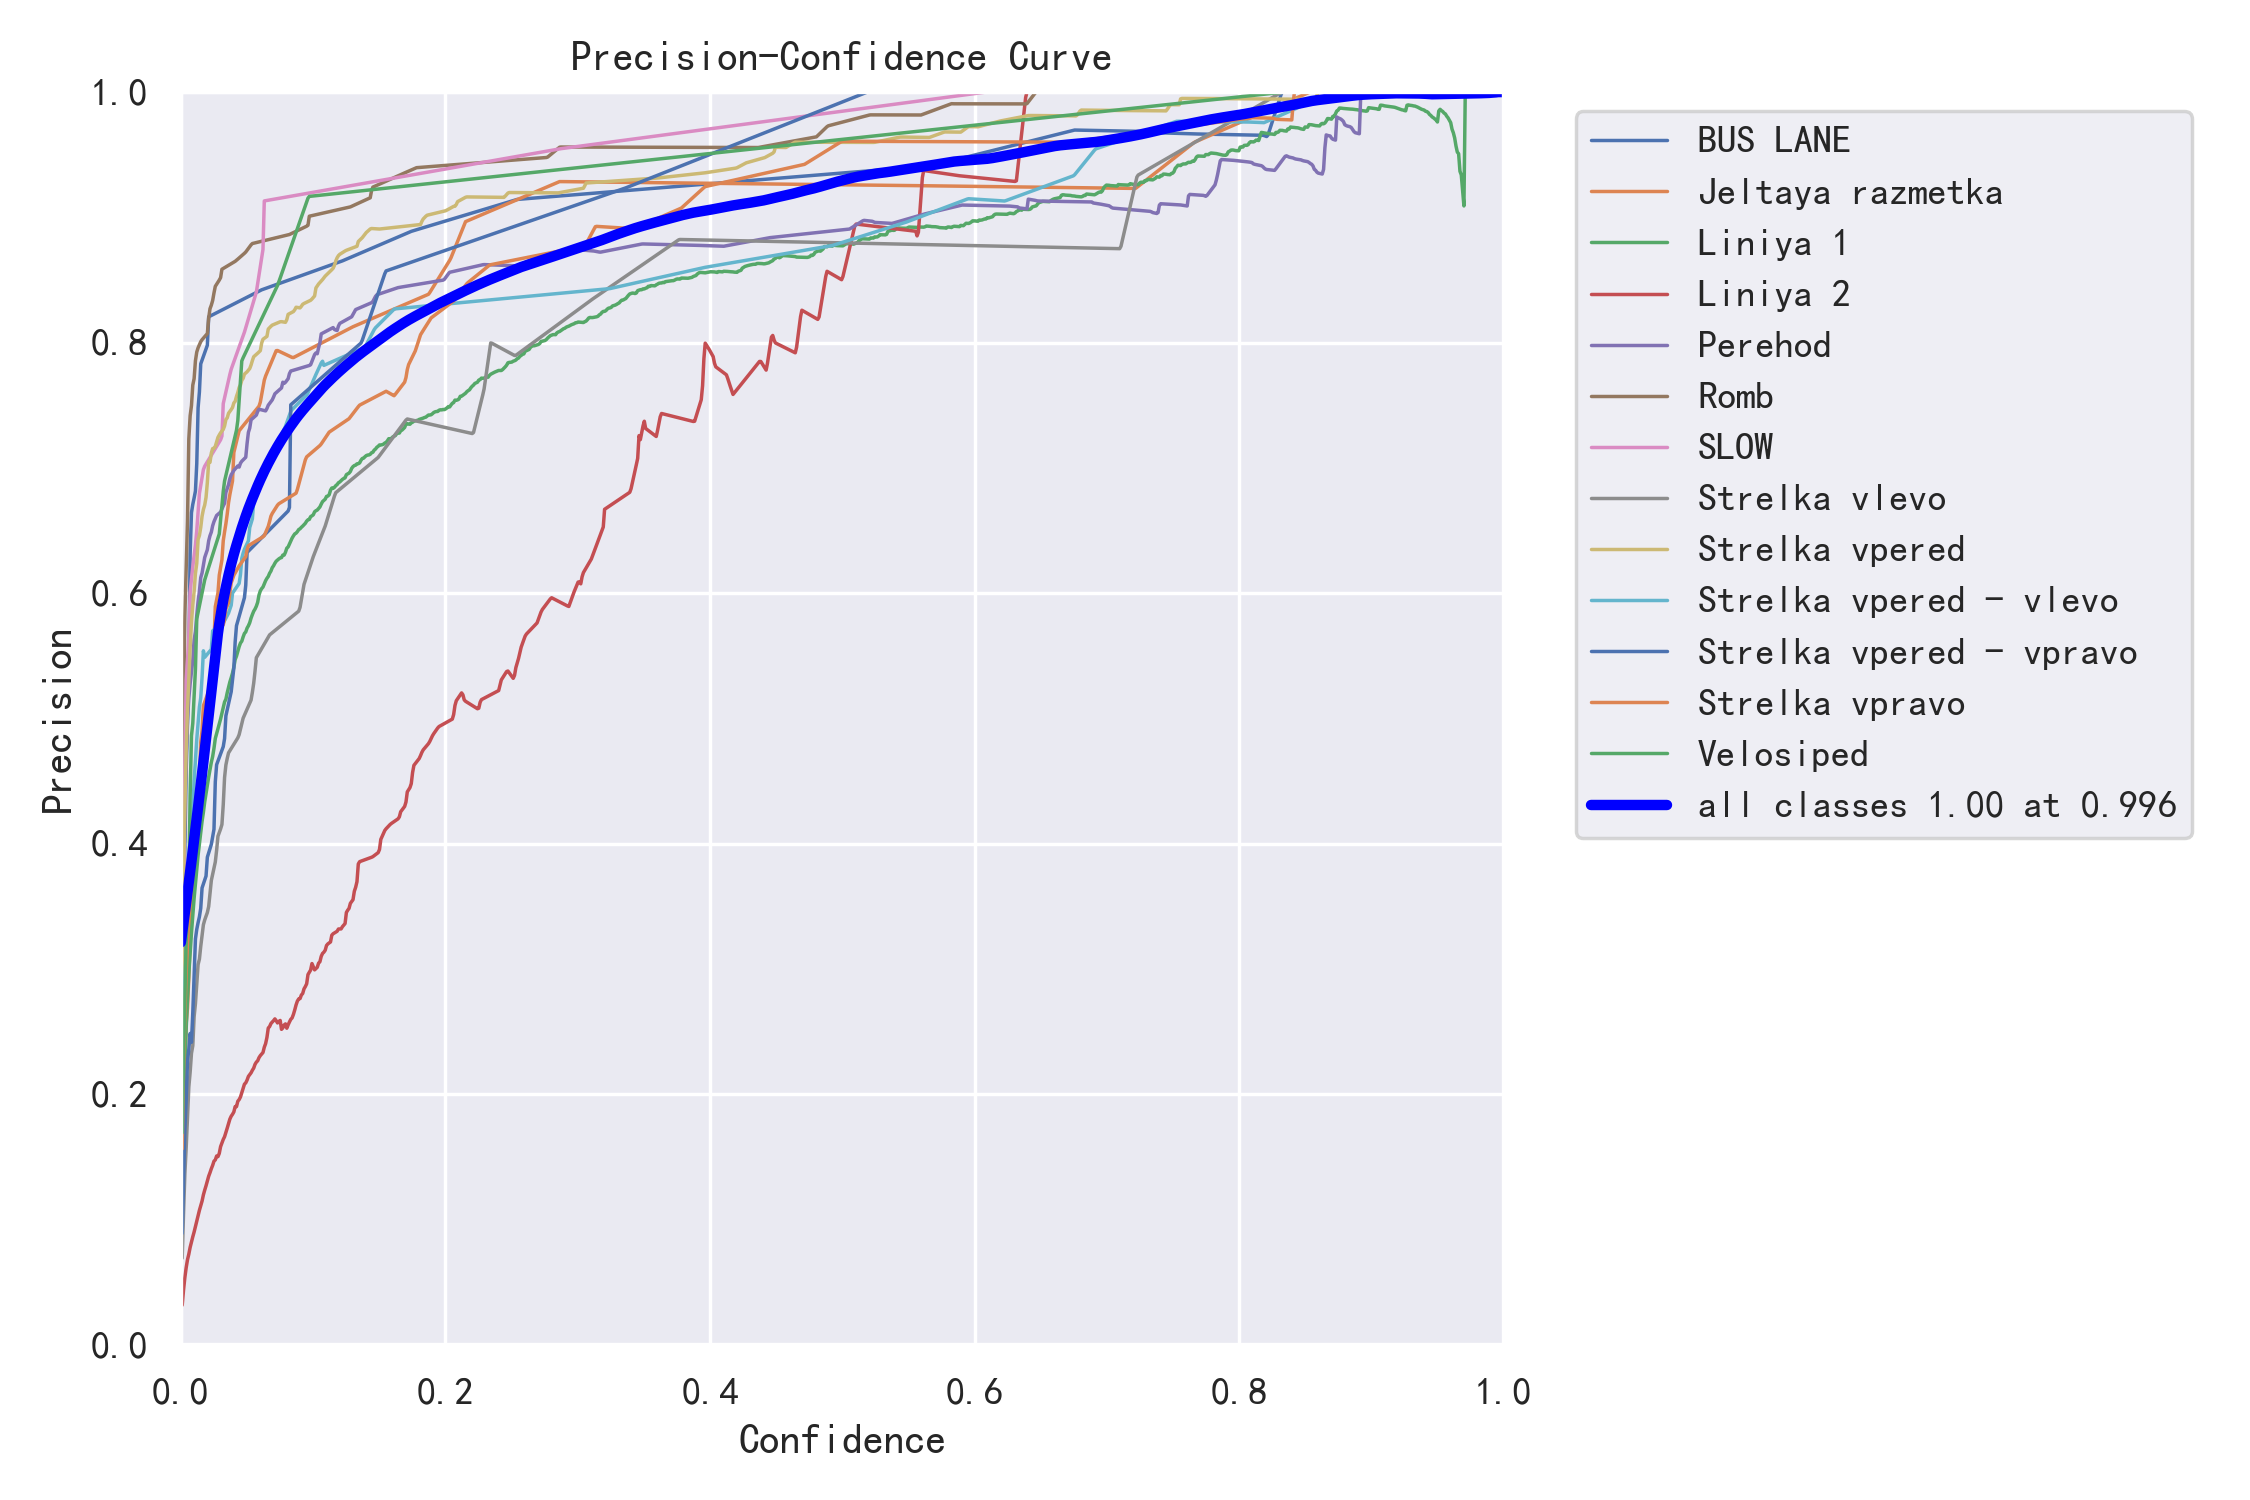 Precision-Confidence Curve
1.0
0.8
0.6
0.4
0.2
0.0
Precision
0.0 0.2 0.4 0.6 0.8 1.0
Confidence
BUS LANE
Jeltaya razmetka
Liniya 1
Liniya 2
Perehod
Romb
SLOW
Strelka vlevo
Strelka vpered
Strelka vpered - vlevo
Strelka vpered - vpravo
Strelka vpravo
Velosiped
all classes 1.00 at 0.996